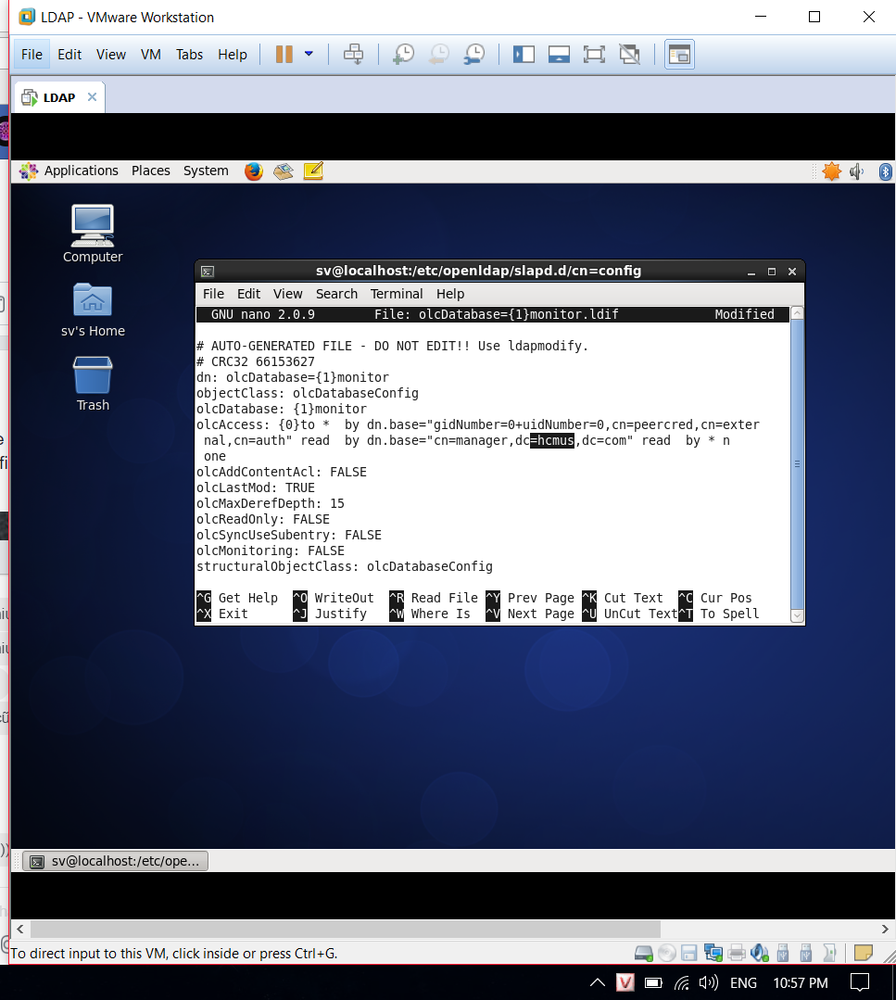 LDAP - VMware Workstation
File Edit View VM Tabs Help
LDAP
Applications Places System
Computer
sv's Home
Trash
sv@localhost:/etc/openldap/slapd.d/cn=config
File Edit View Search Terminal Help
GNU nano 2.0.9 File: olcDatabase={1}monitor.ldif Modified
# AUTO-GENERATED FILE - DO NOT EDIT!! Use ldapmodify.
# CRC32 66153627
dn: olcDatabase={1}monitor
objectClass: olcDatabaseConfig
olcDatabase: {1}monitor
olcAccess: {0}to *  by dn.base="gidNumber=0+uidNumber=0,cn=peercred,cn=exter
nal,cn=auth" read  by dn.base="cn=manager,dc=hcmus,dc=com" read  by * n
one
olcAddContentAcl: FALSE
olcLastMod: TRUE
olcMaxDerefDepth: 15
olcReadOnly: FALSE
olcSyncUseSubentry: FALSE
olcMonitoring: FALSE
structuralObjectClass: olcDatabaseConfig
^G Get Help ^O WriteOut ^R Read File ^Y Prev Page ^K Cut Text ^C Cur Pos
^X Exit ^J Justify ^W Where Is ^V Next Page ^U UnCut Text ^T To Spell
sv@localhost:/etc/ope...
To direct input to this VM, click inside or press Ctrl+G.
ENG 10:57 PM